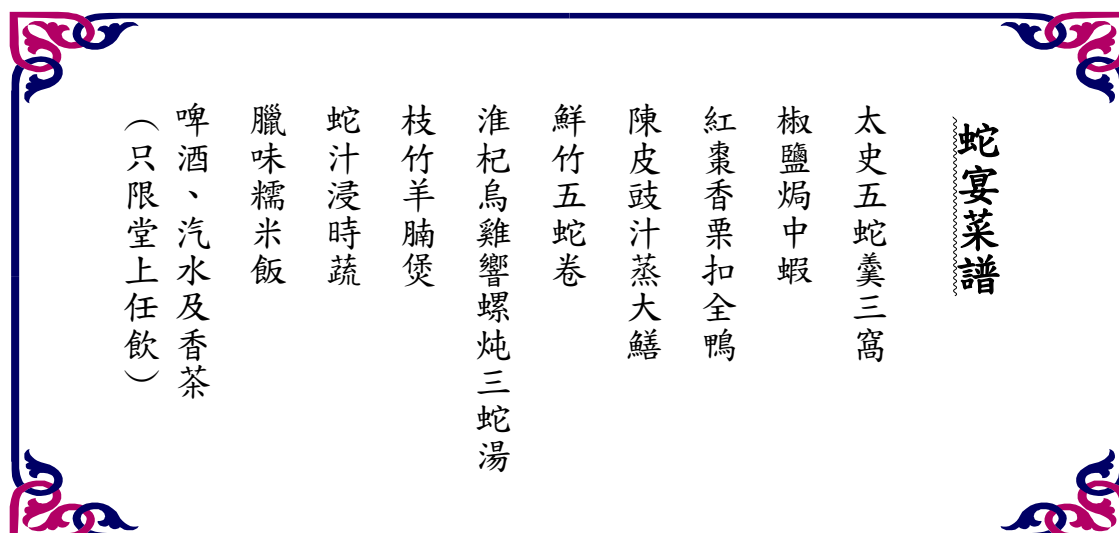 蛇宴菜譜
太史五蛇羹三窩
椒鹽焗中蝦
紅棗香栗扣全鴨
陳皮豉汁蒸大鱔
鮮竹五蛇卷
淮杞烏雞響螺炖三蛇湯
枝竹羊腩煲
蛇汁浸時蔬
臘味糯米飯
啤酒、汽水及香茶
（只限堂上任飲）